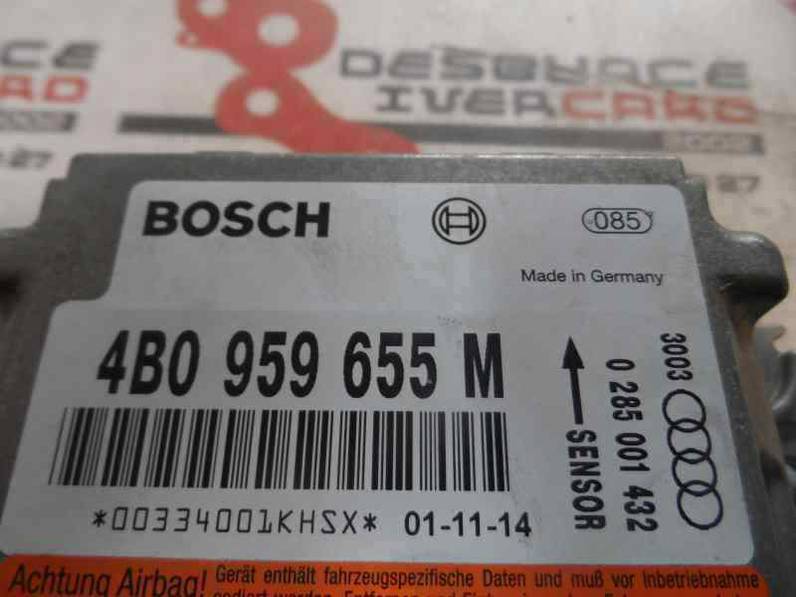 DESGUACE
IVERCARD
BOSCH
085
Made in Germany
4B0 959 655 M
3003
0 285 001 432
SENSOR
*00334001KHSX* 01-11-14
Achtung Airbag! Gerät enthält fahrzeugspezifische Daten und muß vor Inbetriebnahme